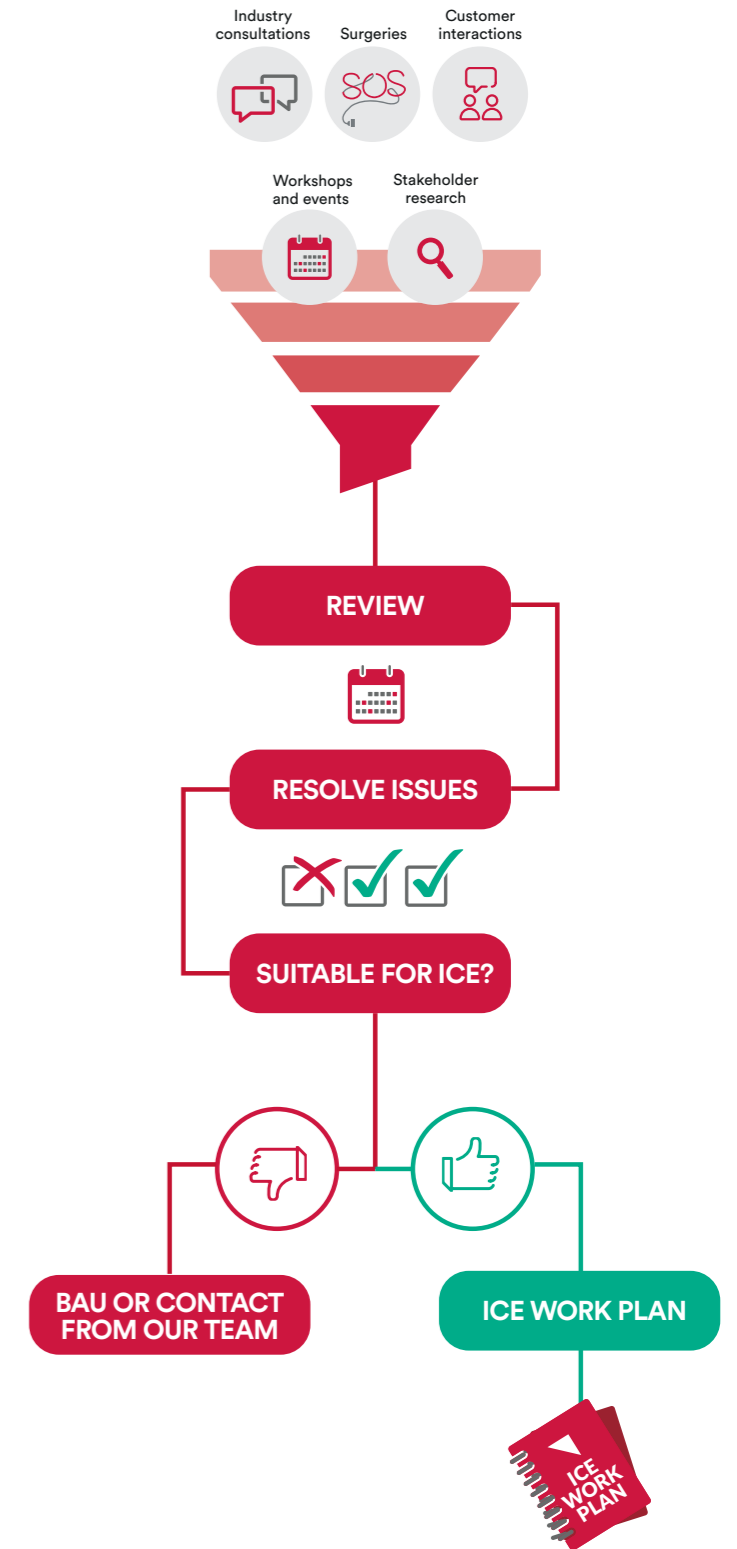 Industry
consultations
Surgeries
Customer
interactions
SOS
Workshops
and events
Stakeholder
research
REVIEW
RESOLVE ISSUES
SUITABLE FOR ICE?
BAU OR CONTACT
FROM OUR TEAM
ICE WORK PLAN
ICE
WORK
PLAN